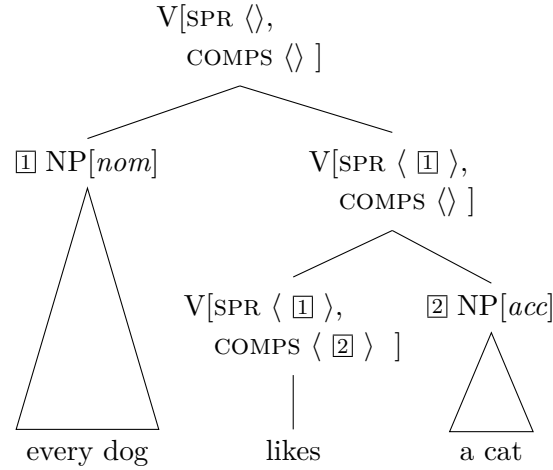 V[SPR ⟨⟩,
COMPS ⟨⟩ ]
1 NP[nom]
V[SPR ⟨ 1 ⟩,
COMPS ⟨⟩ ]
V[SPR ⟨ 1 ⟩,
COMPS ⟨ 2 ⟩ ]
2 NP[acc]
every dog
likes
a cat